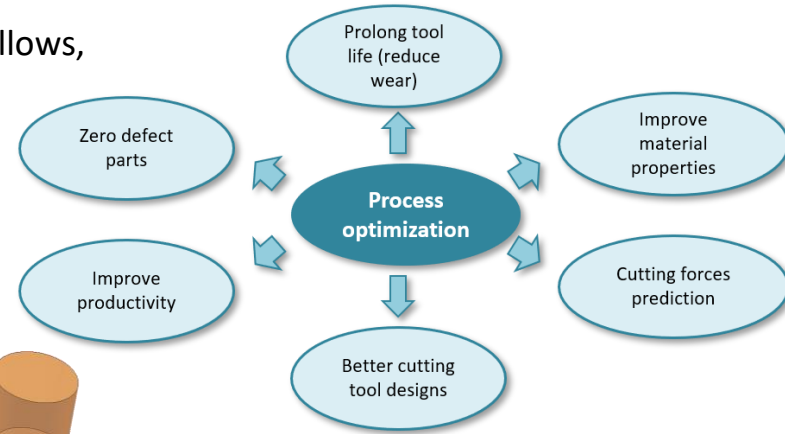 llows,
Prolong tool
life (reduce
wear)
Zero defect
parts
Improve
material
properties
Process
optimization
Improve
productivity
Cutting forces
prediction
Better cutting
tool designs